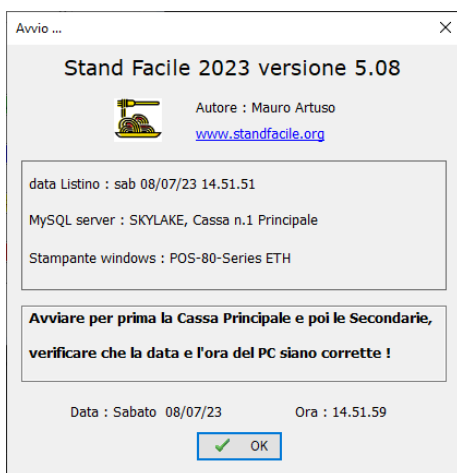 Avvio ...
Stand Facile 2023 versione 5.08
Autore : Mauro Artuso
www.standfacile.org
data Listino : sab 08/07/23 14.51.51
MySQL server : SKYLAKE, Cassa n.1 Principale
Stampante windows : POS-80-Series ETH
Avviare per prima la Cassa Principale e poi le Secondarie,
verificare che la data e l'ora del PC siano corrette !
Data : Sabato 08/07/23 Ora : 14.51.59
OK